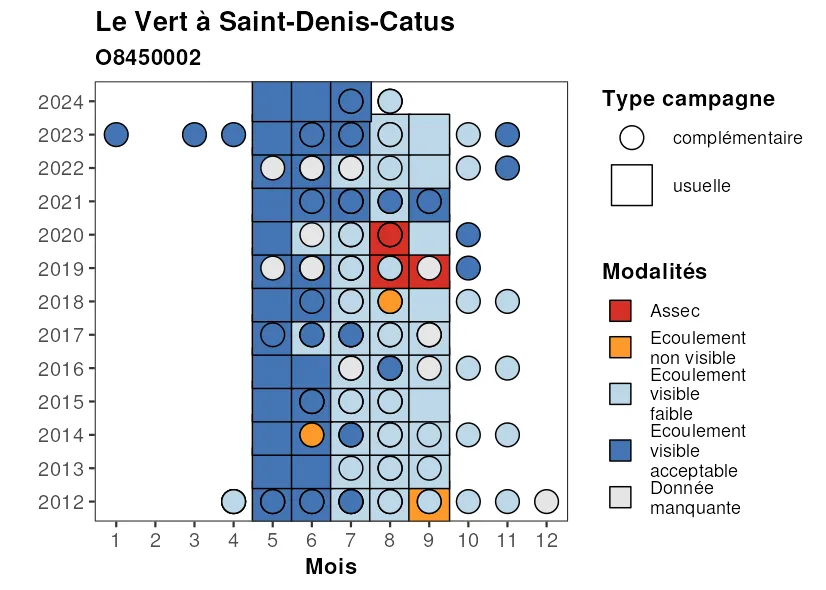 Le Vert à Saint-Denis-Catus
O8450002
2024
2023
2022
2021
2020
2019
2018
2017
2016
2015
2014
2013
2012
1 2 3 4 5 6 7 8 9 10 11 12
Mois
Type campagne
complémentaire
usuelle
Modalités
Assec
Ecoulement
non visible
Ecoulement
visible
faible
Ecoulement
visible
acceptable
Donnée
manquante